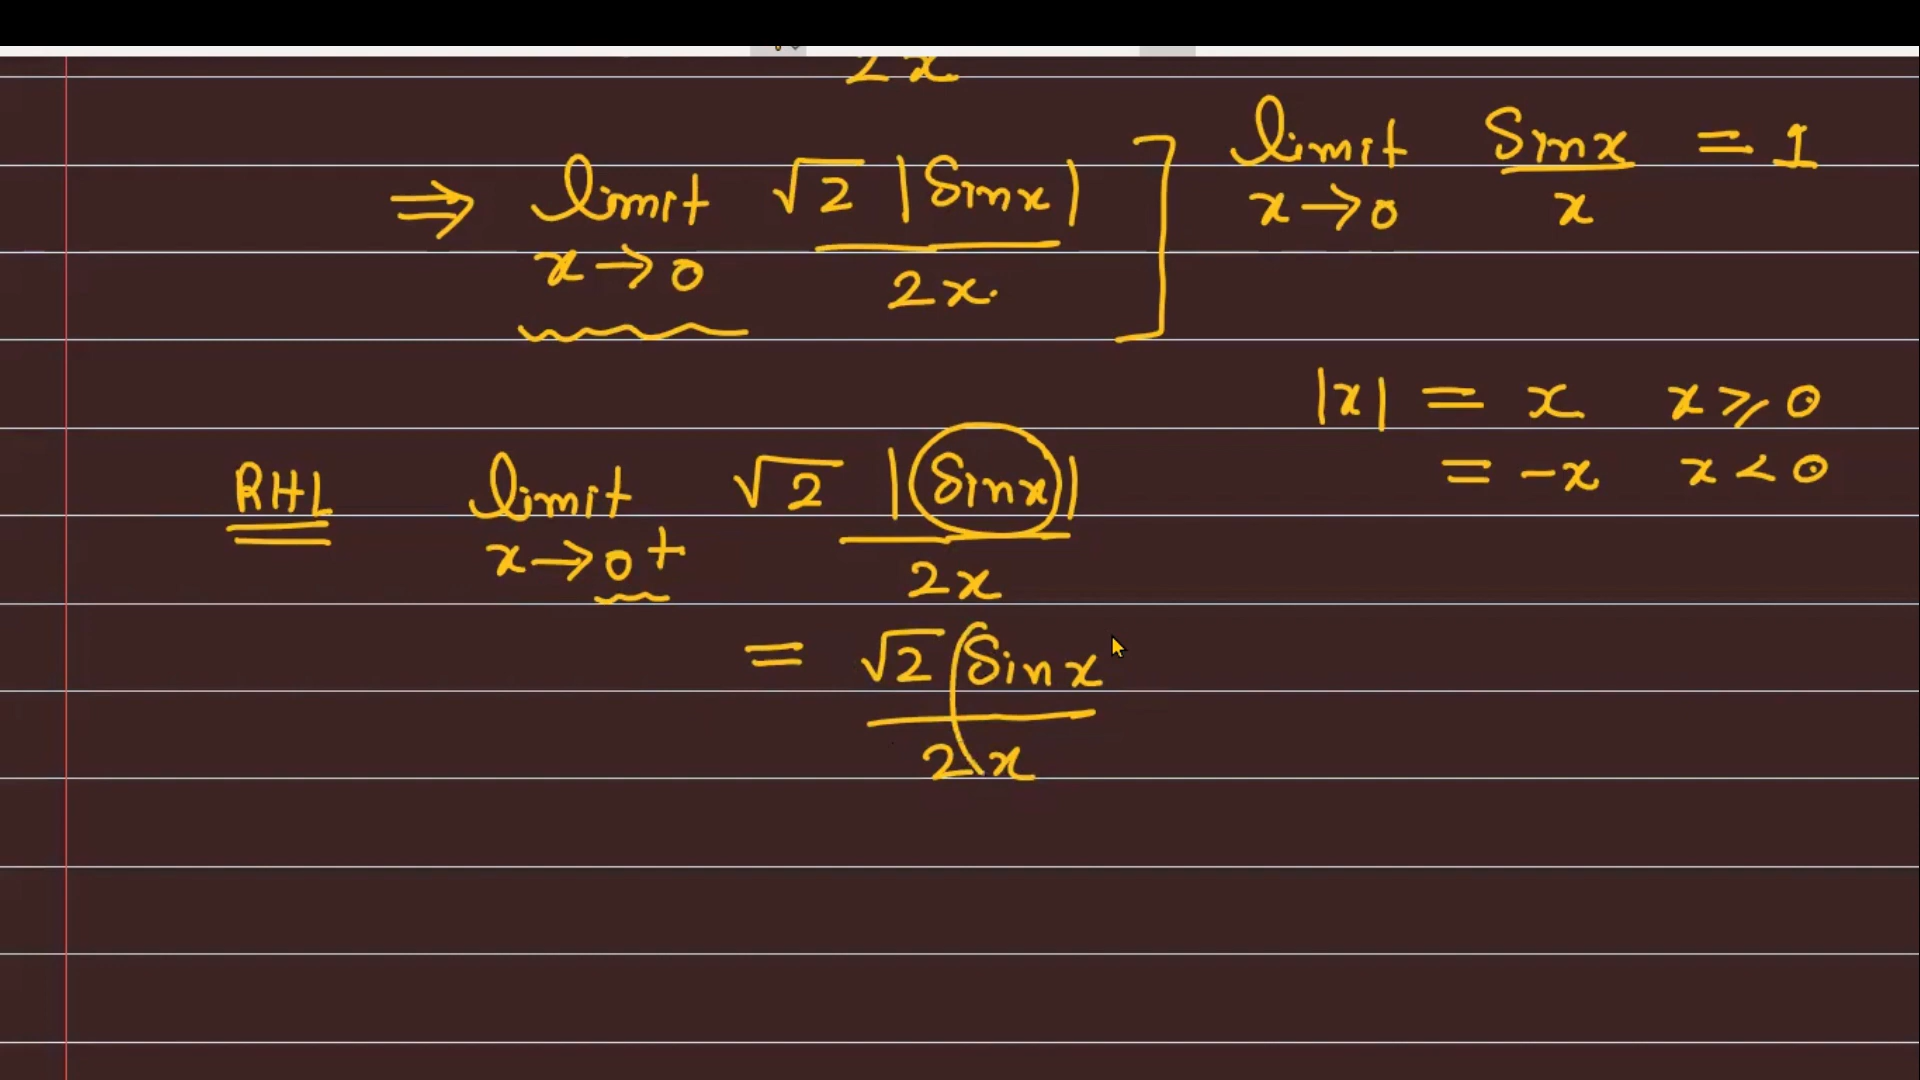 2x
⇒ limit x→0 √2 |Sinx| / 2x. ] limit x→0 Sinx / x = 1
|x| = x x ≥ 0
= -x x < 0
RHL limit x→0+ √2 |Sinx| / 2x
= √2 Sinx / 2x